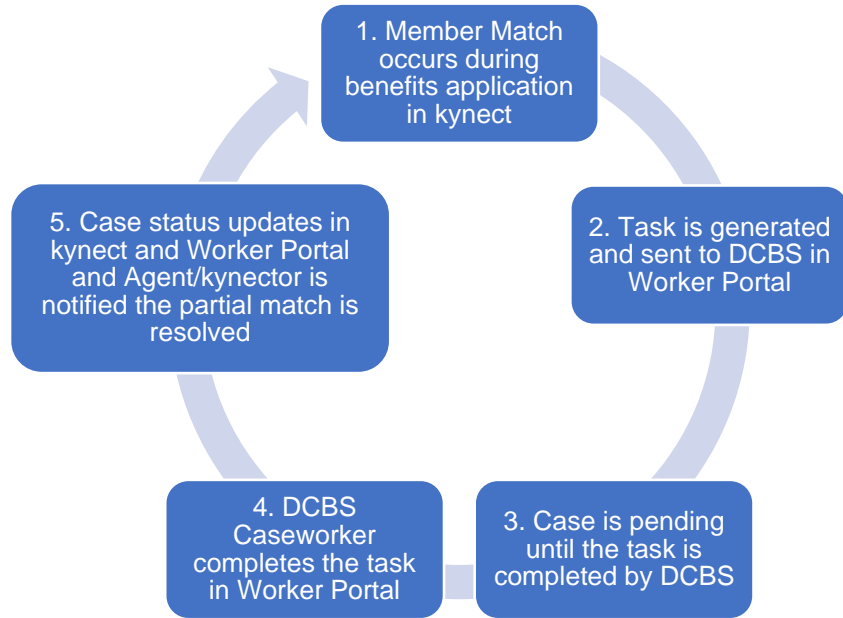 1. Member Match
occurs during
benefits application
in kynect
2. Task is generated
and sent to DCBS in
Worker Portal
3. Case is pending
until the task is
completed by DCBS
4. DCBS
Caseworker
completes the task
in Worker Portal
5. Case status updates in
kynect and Worker Portal
and Agent/kynector is
notified the partial match is
resolved